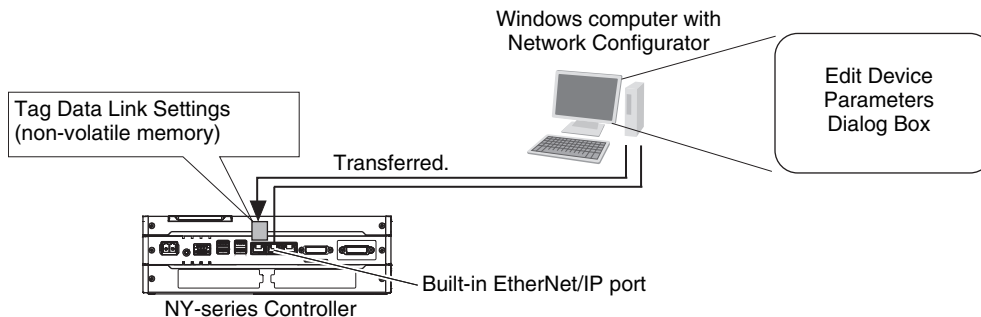 Windows computer with
Network Configurator
Edit Device
Parameters
Dialog Box
Tag Data Link Settings
(non-volatile memory)
Transferred.
Built-in EtherNet/IP port
NY-series Controller